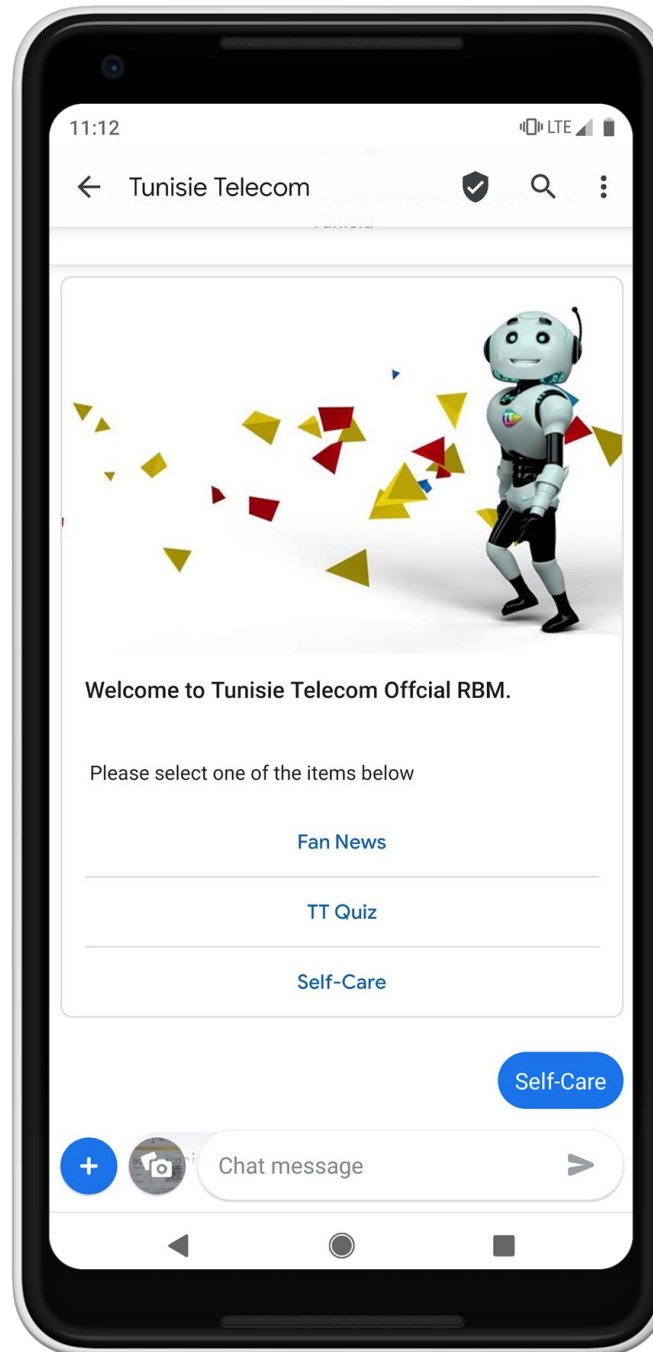 11:12
LTE
Tunisie Telecom
Tunisia
Welcome to Tunisie Telecom Offcial RBM.
Please select one of the items below
Fan News
TT Quiz
Self-Care
Self-Care
Chat message